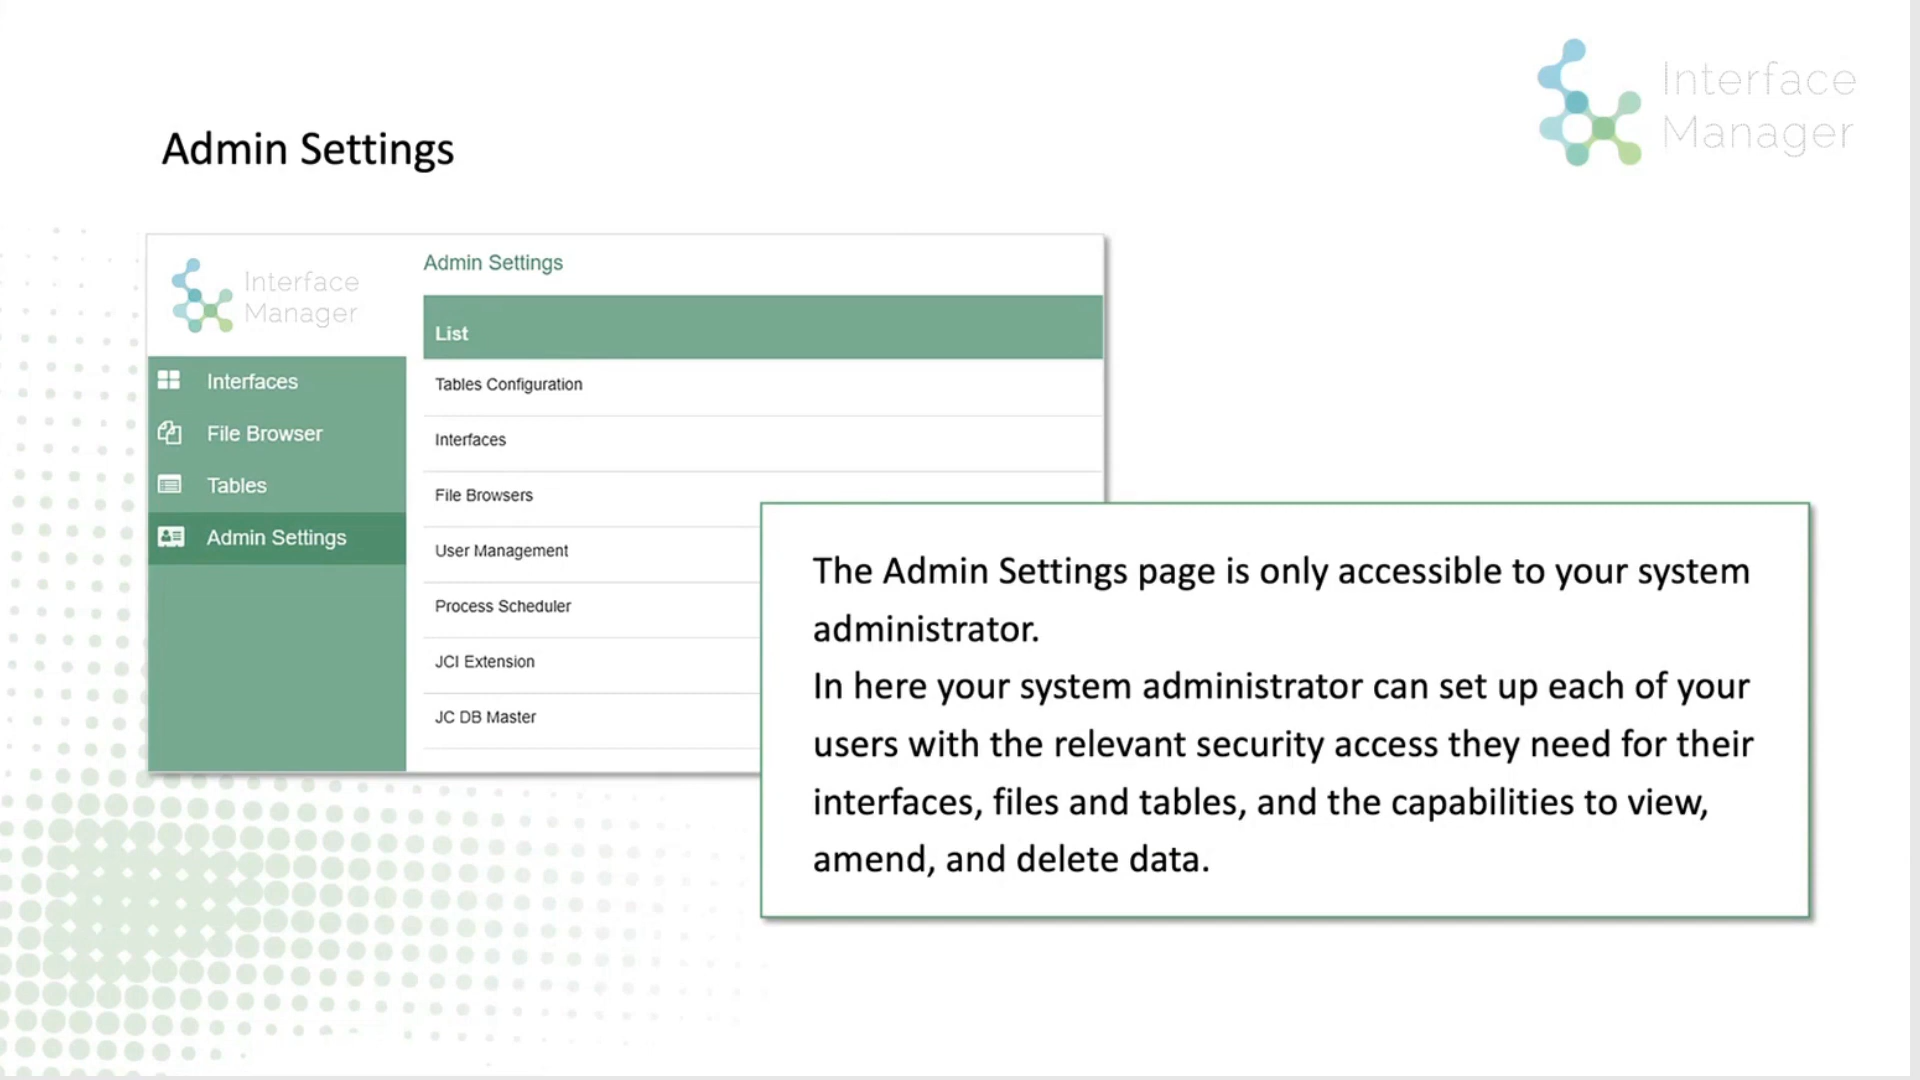 Interface
Manager
Admin Settings
Interface
Manager
Interfaces
File Browser
Tables
Admin Settings
Admin Settings
List
Tables Configuration
Interfaces
File Browsers
User Management
Process Scheduler
JCI Extension
JC DB Master
The Admin Settings page is only accessible to your system
administrator.
In here your system administrator can set up each of your
users with the relevant security access they need for their
interfaces, files and tables, and the capabilities to view,
amend, and delete data.